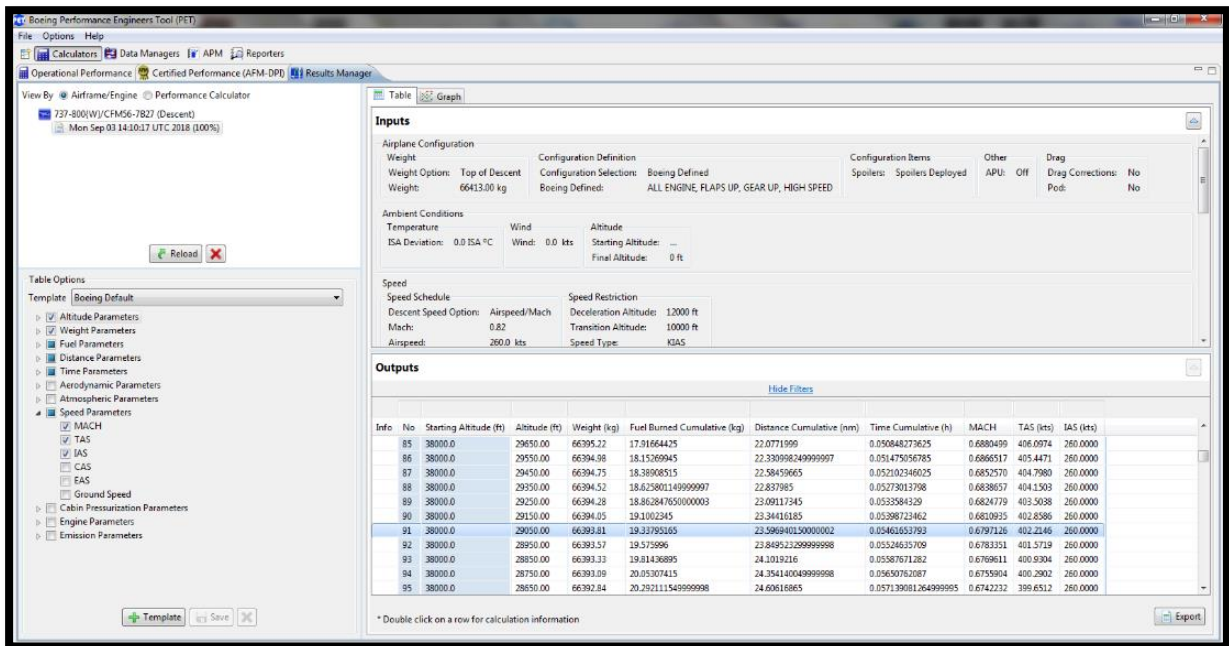 Boeing Performance Engineers Tool (PET)
File Options Help
Calculators Data Managers APM Reporters
Operational Performance Certified Performance (AFM-DPI) Results Manager
View By Airframe/Engine Performance Calculator
737-800(W)/CFM56-7B27 (Descent)
Mon Sep 03 14:10:17 UTC 2018 (100%)
Reload
Table Options
Template Boeing Default
Altitude Parameters
Weight Parameters
Fuel Parameters
Distance Parameters
Time Parameters
Aerodynamic Parameters
Atmospheric Parameters
Speed Parameters
MACH
TAS
IAS
CAS
EAS
Ground Speed
Cabin Pressurization Parameters
Engine Parameters
Emission Parameters
Template Save
Table Graph
Inputs
Airplane Configuration
Weight Configuration Definition Configuration Items Other Drag
Weight Option: Top of Descent Configuration Selection: Boeing Defined Spoilers: Spoilers Deployed APU: Off Drag Corrections: No
Weight: 66413.00 kg Boeing Defined: ALL ENGINE, FLAPS UP, GEAR UP, HIGH SPEED Pod: No
Ambient Conditions
Temperature Wind Altitude
ISA Deviation: 0.0 ISA °C Wind: 0.0 kts Starting Altitude: ...
Final Altitude: 0 ft
Speed
Speed Schedule Speed Restriction
Descent Speed Option: Airspeed/Mach Deceleration Altitude: 12000 ft
Mach: 0.82 Transition Altitude: 10000 ft
Airspeed: 260.0 kts Speed Type: KIAS
Outputs
Hide Filters
Info No Starting Altitude (ft) Altitude (ft) Weight (kg) Fuel Burned Cumulative (kg) Distance Cumulative (nm) Time Cumulative (h) MACH TAS (kts) IAS (kts)
85 38000.0 29650.00 66395.22 17.91664425 22.0771999 0.050848273625 0.6880499 406.0974 260.0000
86 38000.0 29550.00 66394.98 18.15269945 22.330998249999997 0.051475056785 0.6866517 405.4471 260.0000
87 38000.0 29450.00 66394.75 18.38908515 22.58459665 0.052102346025 0.6852570 404.7980 260.0000
88 38000.0 29350.00 66394.52 18.625801149999997 22.837985 0.05273013798 0.6838657 404.1503 260.0000
89 38000.0 29250.00 66394.28 18.862847650000003 23.09117345 0.0533584329 0.6824779 403.5038 260.0000
90 38000.0 29150.00 66394.05 19.1002345 23.34416185 0.05398723462 0.6810935 402.8586 260.0000
91 38000.0 29050.00 66393.81 19.33795165 23.596940150000002 0.05461653793 0.6797126 402.2146 260.0000
92 38000.0 28950.00 66393.57 19.575996 23.849523299999998 0.05524635709 0.6783351 401.5719 260.0000
93 38000.0 28850.00 66393.33 19.81436895 24.1019216 0.05587671282 0.6769611 400.9304 260.0000
94 38000.0 28750.00 66393.09 20.05307415 24.354140049999998 0.05650762087 0.6755904 400.2902 260.0000
95 38000.0 28650.00 66392.84 20.292111549999998 24.60616865 0.057139081264999995 0.6742232 399.6512 260.0000
* Double click on a row for calculation information
Export